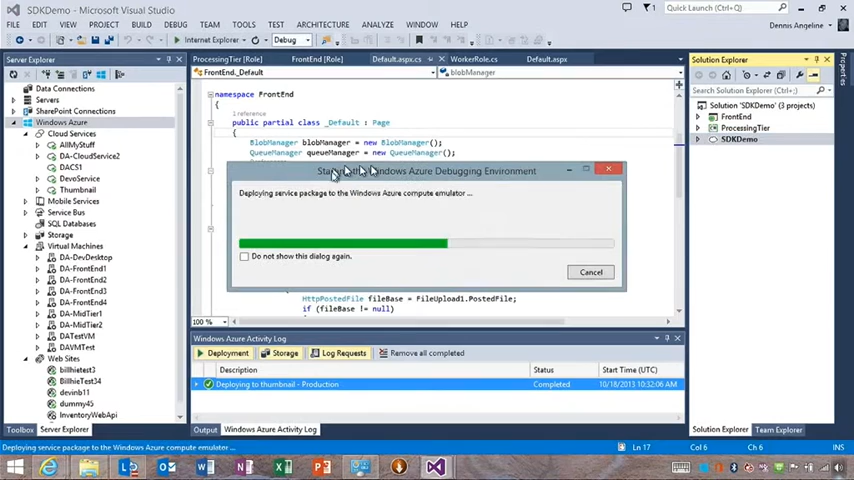 SDKDemo - Microsoft Visual Studio
Quick Launch (Ctrl+Q)
FILE EDIT VIEW PROJECT BUILD DEBUG TEAM TOOLS TEST ARCHITECTURE ANALYZE WINDOW HELP
Dennis Angeline
Internet Explorer
Debug
Server Explorer
ProcessingTier [Role]
FrontEnd [Role]
Default.aspx.cs
WorkerRole.cs
Default.aspx
Solution Explorer
Properties
FrontEnd._Default
blobManager
Data Connections
Servers
SharePoint Connections
Windows Azure
Cloud Services
AllMyStuff
DA-CloudService2
DACS1
DevoService
Thumbnail
Mobile Services
Service Bus
SQL Databases
Storage
Virtual Machines
DA-DevDesktop
DA-FrontEnd1
DA-FrontEnd2
DA-FrontEnd3
DA-FrontEnd4
DA-MidTier1
DA-MidTier2
DATestVM
DAVMTest
Web Sites
billhietest3
BillhieTest34
devinb11
dummy45
InventoryWebApi
Toolbox
Server Explorer
namespace FrontEnd
{
1 reference
public partial class _Default : Page
{
BlobManager blobManager = new BlobManager();
QueueManager queueManager = new QueueManager();
Windows Azure Debugging Environment
Deploying service package to the Windows Azure compute emulator ...
Do not show this dialog again.
Cancel
HttpPostedFile fileBase = FileUpload1.PostedFile;
if (fileBase != null)
100 %
Windows Azure Activity Log
Deployment
Storage
Log Requests
Remove all completed
Description
Status
Start Time (UTC)
Deploying to thumbnail - Production
Completed
10/18/2013 10:32:06 AM
Output
Windows Azure Activity Log
Search Solution Explorer (Ctrl+;)
Solution 'SDKDemo' (3 projects)
FrontEnd
ProcessingTier
SDKDemo
Solution Explorer
Team Explorer
Deploying service package to the Windows Azure compute emulator ...
Ln 17
Col 6
Ch 6
INS